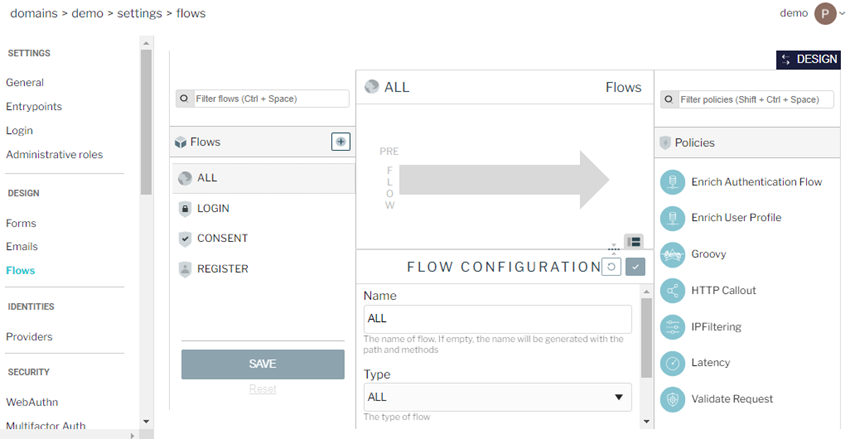 domains > demo > settings > flows
demo
P
SETTINGS
General
Entrypoints
Login
Administrative roles
DESIGN
Forms
Emails
Flows
IDENTITIES
Providers
SECURITY
WebAuthn
Multifactor Auth
Filter flows (Ctrl + Space)
Flows
ALL
LOGIN
CONSENT
REGISTER
SAVE
Reset
ALL
Flows
PRE
F
L
O
W
FLOW CONFIGURATION
Name
ALL
The name of flow. If empty, the name will be generated with the
path and methods
Type
ALL
The type of flow
DESIGN
Filter policies (Shift + Ctrl + Space)
Policies
Enrich Authentication Flow
Enrich User Profile
Groovy
HTTP Callout
IPFiltering
Latency
Validate Request